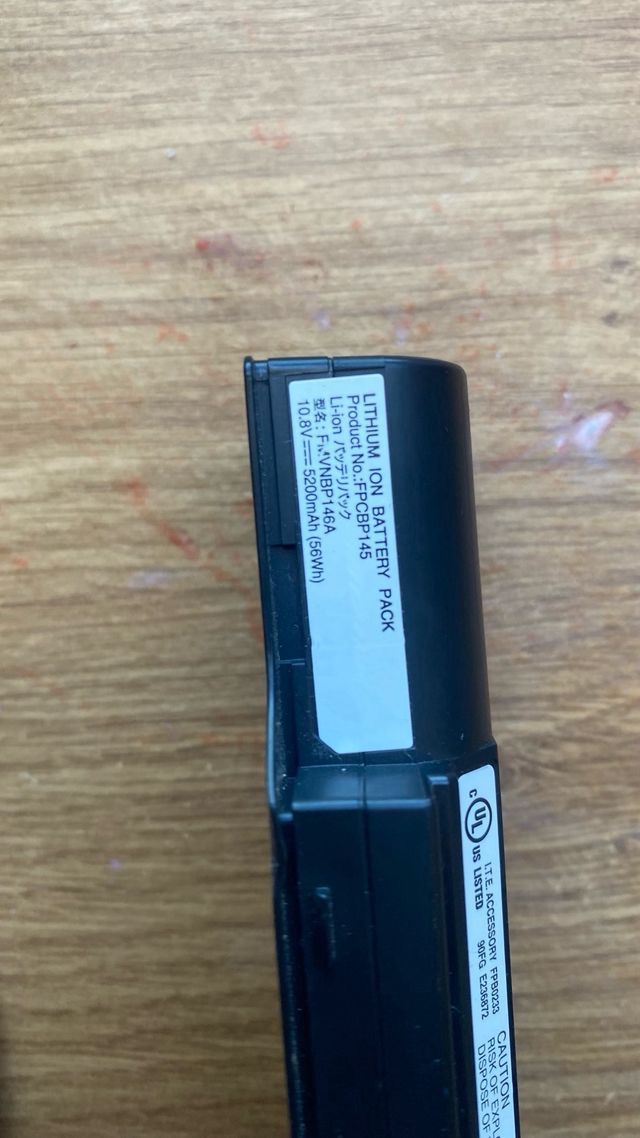 LITHIUM ION BATTERY PACK
Product No.:FPCBP145
Li-ion バッテリパック
型名: FMVNBP146A
10.8V⎓5200mAh (56Wh)
C UL US LISTED
I.T.E. ACCESSORY FPB0233
90FG E236872
CAUTION
RISK OF
DISPOSE OF